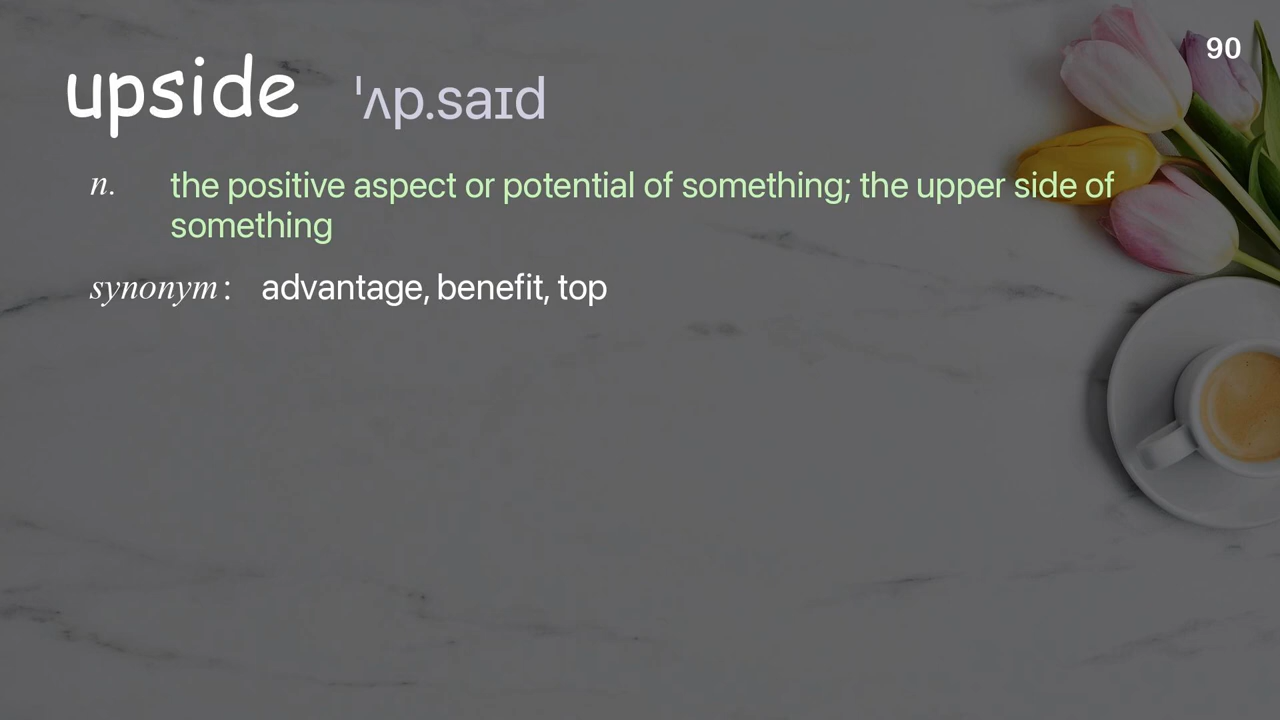 90
upside ˈʌp.saɪd
n. the positive aspect or potential of something; the upper side of
something
synonym: advantage, benefit, top